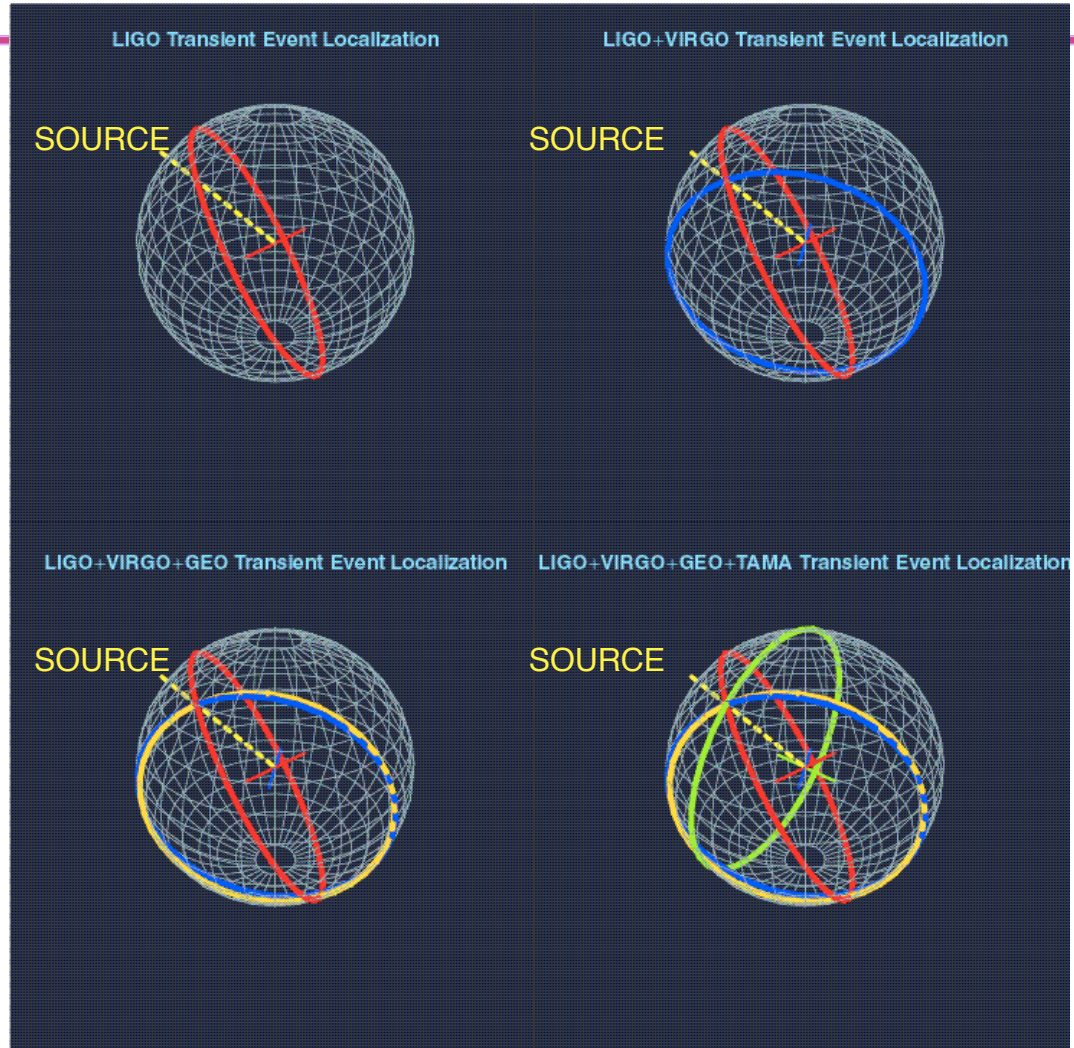 LIGO Transient Event Localization
LIGO+VIRGO Transient Event Localization
SOURCE
SOURCE
LIGO+VIRGO+GEO Transient Event Localization
LIGO+VIRGO+GEO+TAMA Transient Event Localization
SOURCE
SOURCE